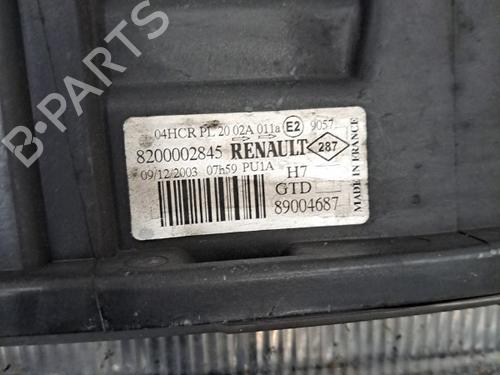 04HCR PL 20 02A 011a E2 9057
8200002845 RENAULT 287
09/12/2003 07h59 PU1A H7
GTD
89004687
MADE IN FRANCE
B-PARTS